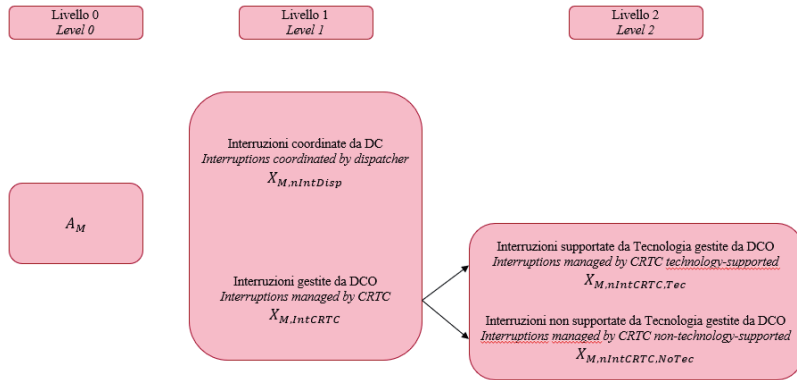 Livello 0
Level 0
Livello 1
Level 1
Livello 2
Level 2
Interruzioni coordinate da DC
Interruptions coordinated by dispatcher
X_{M,nIntDisp}
A_M
Interruzioni gestite da DCO
Interruptions managed by CRTC
X_{M,IntCRTC}
Interruzioni supportate da Tecnologia gestite da DCO
Interruptions managed by CRTC technology-supported
X_{M,nIntCRTC,Tec}
Interruzioni non supportate da Tecnologia gestite da DCO
Interruptions managed by CRTC non-technology-supported
X_{M,nIntCRTC,NoTec}